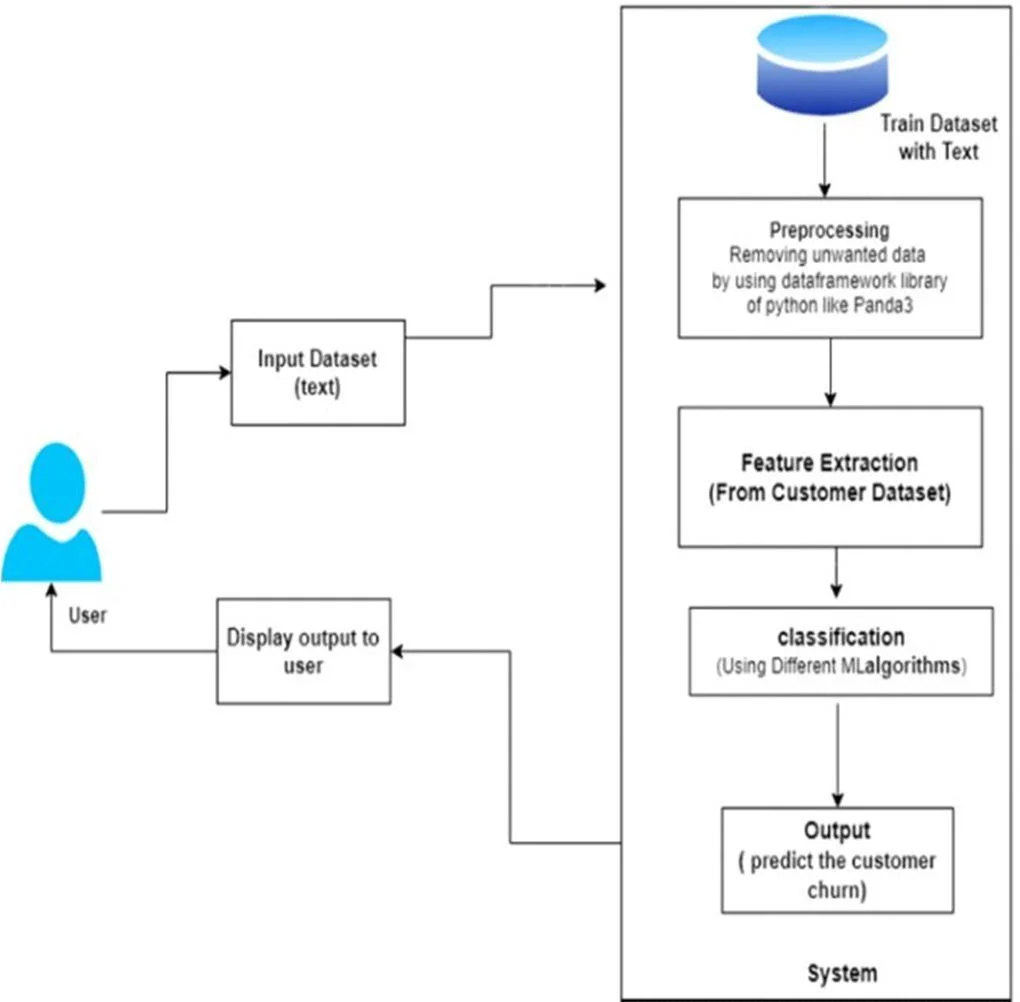 Train Dataset
with Text
Preprocessing
Removing unwanted data
by using dataframework library
of python like Panda3
Input Dataset
(text)
Feature Extraction
(From Customer Dataset)
User
Display output to
user
classification
(Using Different MLalgorithms)
Output
( predict the customer
churn)
System